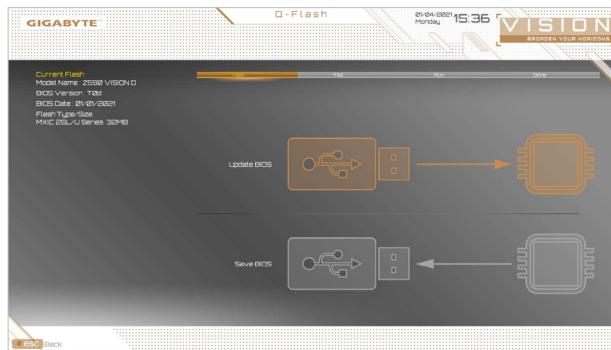 GIGABYTE™
Q-Flash
01/04/2021
Monday
15:36
VISION
BROADEN YOUR HORIZONS
Task
File
Run
Done
Current Flash
Model Name : Z590 VISION D
BIOS Version : T0d
BIOS Date : 01/01/2021
Flash Type/Size
MXIC 25L/U Series 32MB
Update BIOS
Save BIOS
esc Back